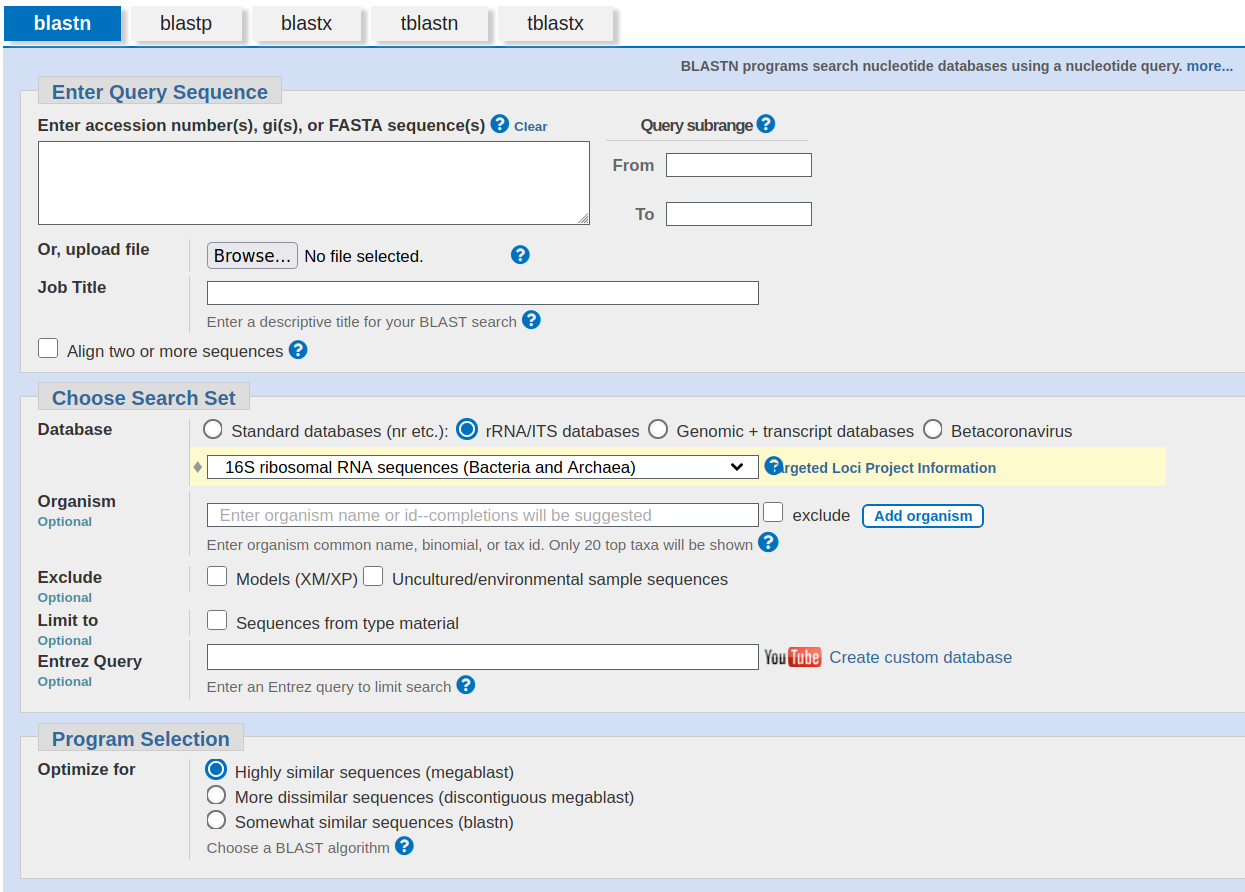 blastn blastp blastx tblastn tblastx
BLASTN programs search nucleotide databases using a nucleotide query. more...
Enter Query Sequence
Enter accession number(s), gi(s), or FASTA sequence(s) ? Clear
Query subrange ?
From
To
Or, upload file Browse... No file selected. ?
Job Title
Enter a descriptive title for your BLAST search ?
Align two or more sequences ?
Choose Search Set
Database Standard databases (nr etc.): rRNA/ITS databases Genomic + transcript databases Betacoronavirus
16S ribosomal RNA sequences (Bacteria and Archaea) ? argeted Loci Project Information
Organism
Optional
Enter organism name or id--completions will be suggested exclude Add organism
Enter organism common name, binomial, or tax id. Only 20 top taxa will be shown ?
Exclude
Optional
Models (XM/XP) Uncultured/environmental sample sequences
Limit to
Optional
Sequences from type material
Entrez Query
Optional
YouTube Create custom database
Enter an Entrez query to limit search ?
Program Selection
Optimize for
Highly similar sequences (megablast)
More dissimilar sequences (discontiguous megablast)
Somewhat similar sequences (blastn)
Choose a BLAST algorithm ?